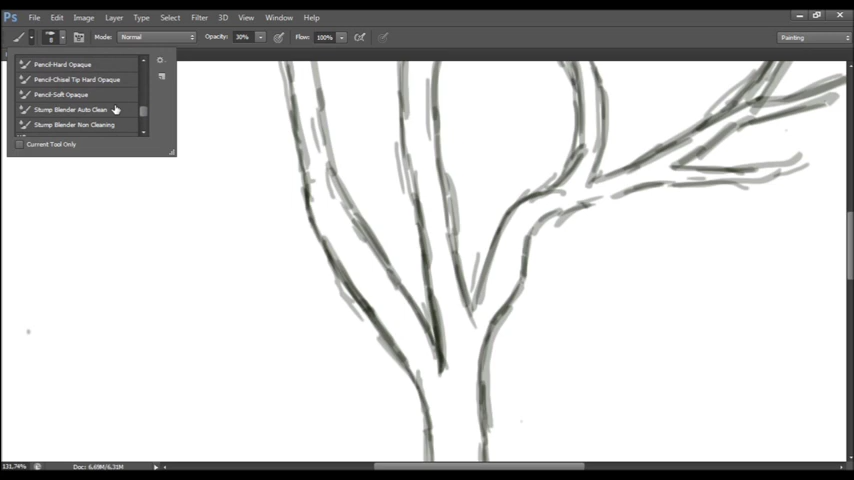 Ps File Edit Image Layer Type Select Filter 3D View Window Help
8 Mode: Normal Opacity: 30% Flow: 100% Painting
Pencil-Hard Opaque
Pencil-Chisel Tip Hard Opaque
Pencil-Soft Opaque
Stump Blender Auto Clean
Stump Blender Non Cleaning
Current Tool Only
131.74% Doc: 6.69M/6.31M